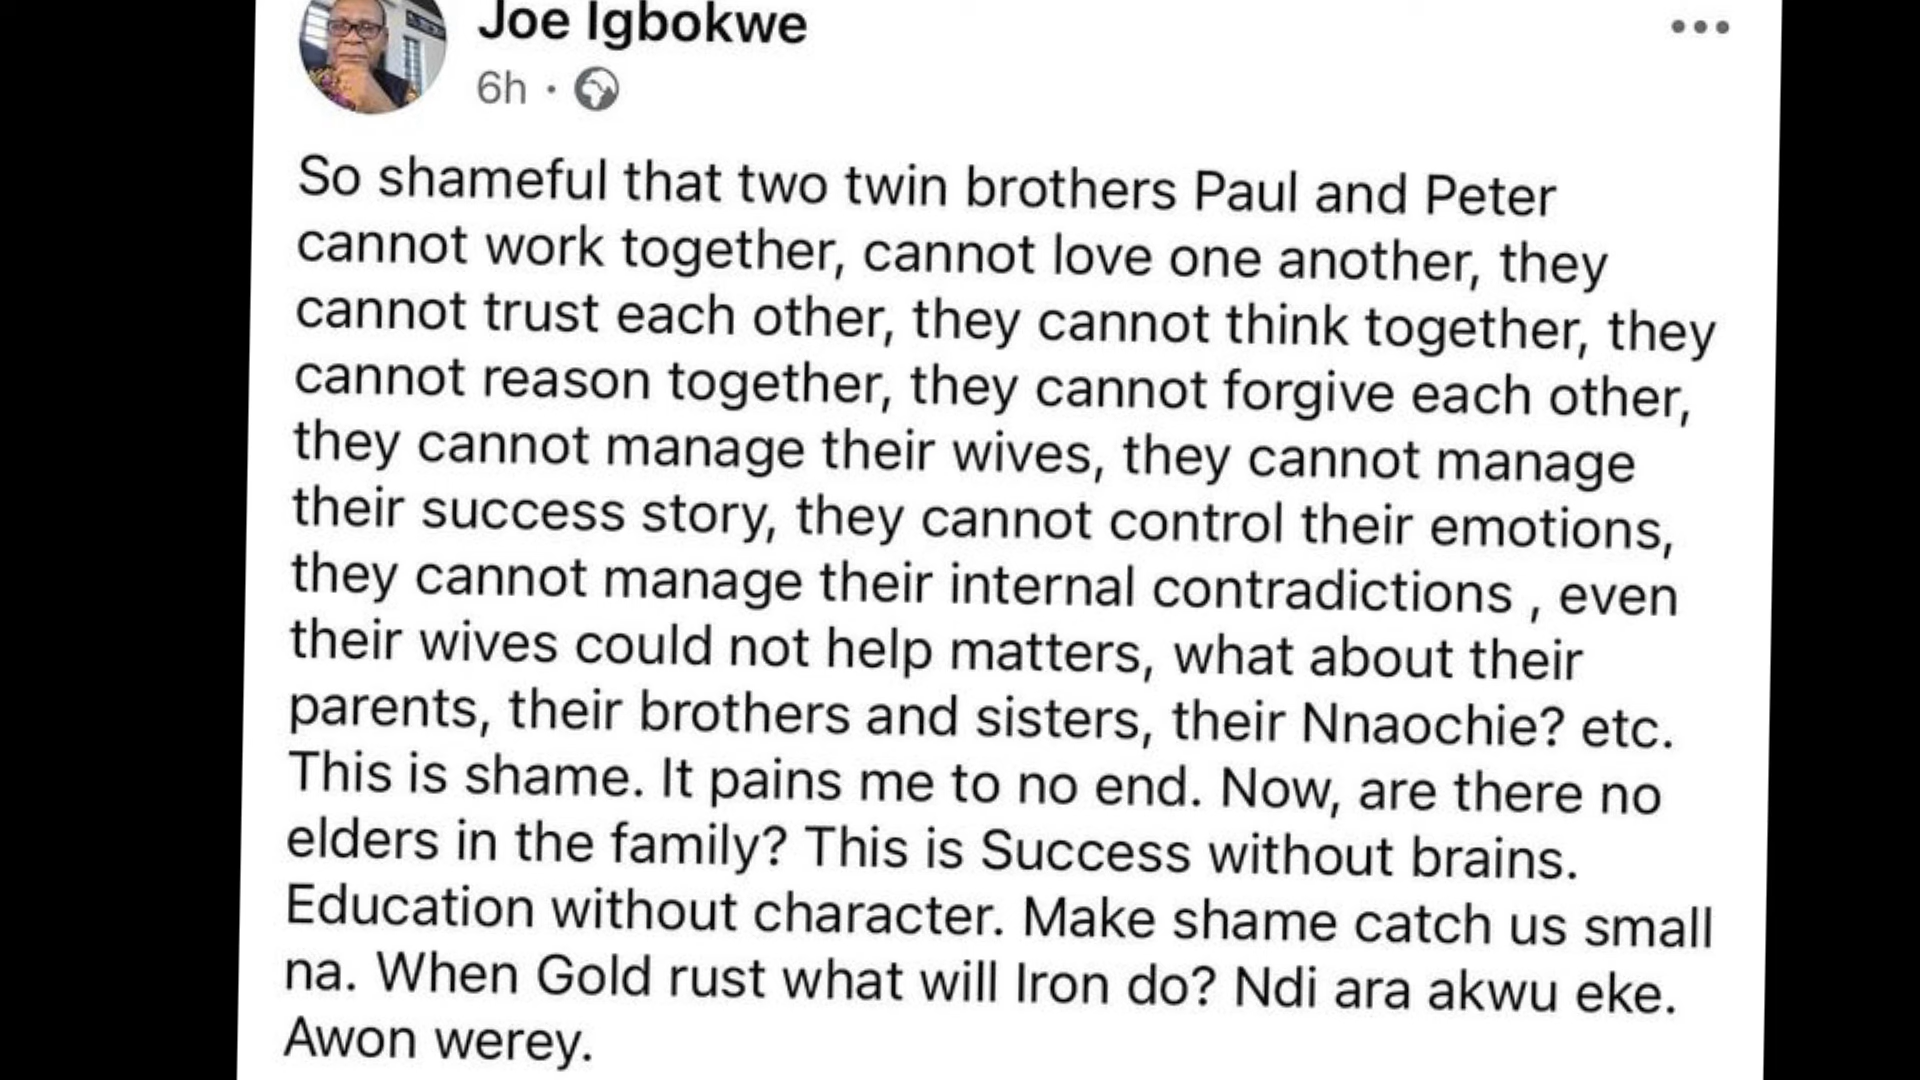 Joe Igbokwe
6h ·
So shameful that two twin brothers Paul and Peter
cannot work together, cannot love one another, they
cannot trust each other, they cannot think together, they
cannot reason together, they cannot forgive each other,
they cannot manage their wives, they cannot manage
their success story, they cannot control their emotions,
they cannot manage their internal contradictions , even
their wives could not help matters, what about their
parents, their brothers and sisters, their Nnaochie? etc.
This is shame. It pains me to no end. Now, are there no
elders in the family? This is Success without brains.
Education without character. Make shame catch us small
na. When Gold rust what will Iron do? Ndi ara akwu eke.
Awon werey.